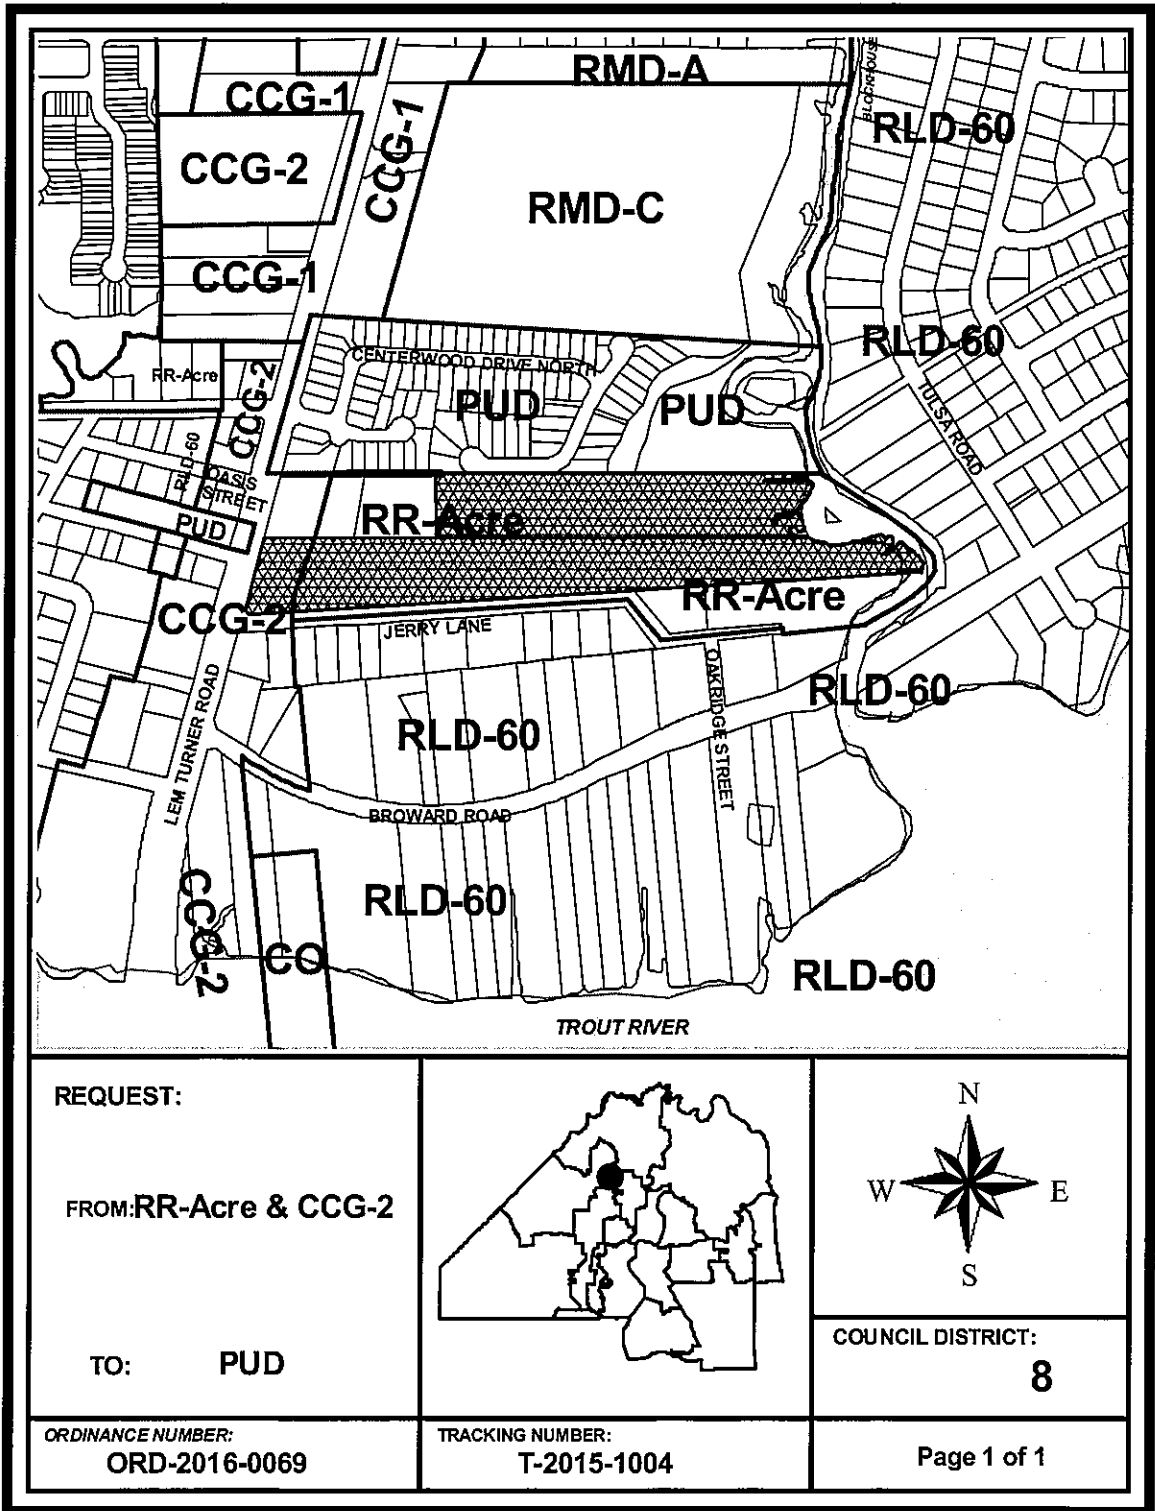 RMD-A
BLOCKHOUSE
CCG-1
CCG-1
RLD-60
CCG-2
RMD-C
CCG-1
RLD-60
CENTERWOOD DRIVE NORTH
RR-Acre
CCG-2
PUD
PUD
TULSA ROAD
RLD-60
OASIS
STREET
PUD
RR-Acre
RR-Acre
CCG-2
JERRY LANE
OAKRIDGE STREET
RLD-60
RLD-60
LEM TURNER ROAD
BROWARD ROAD
CCG-2
RLD-60
CO
RLD-60
TROUT RIVER
REQUEST:
FROM: RR-Acre & CCG-2
TO: PUD
N
W E
S
COUNCIL DISTRICT:
8
ORDINANCE NUMBER:
ORD-2016-0069
TRACKING NUMBER:
T-2015-1004
Page 1 of 1